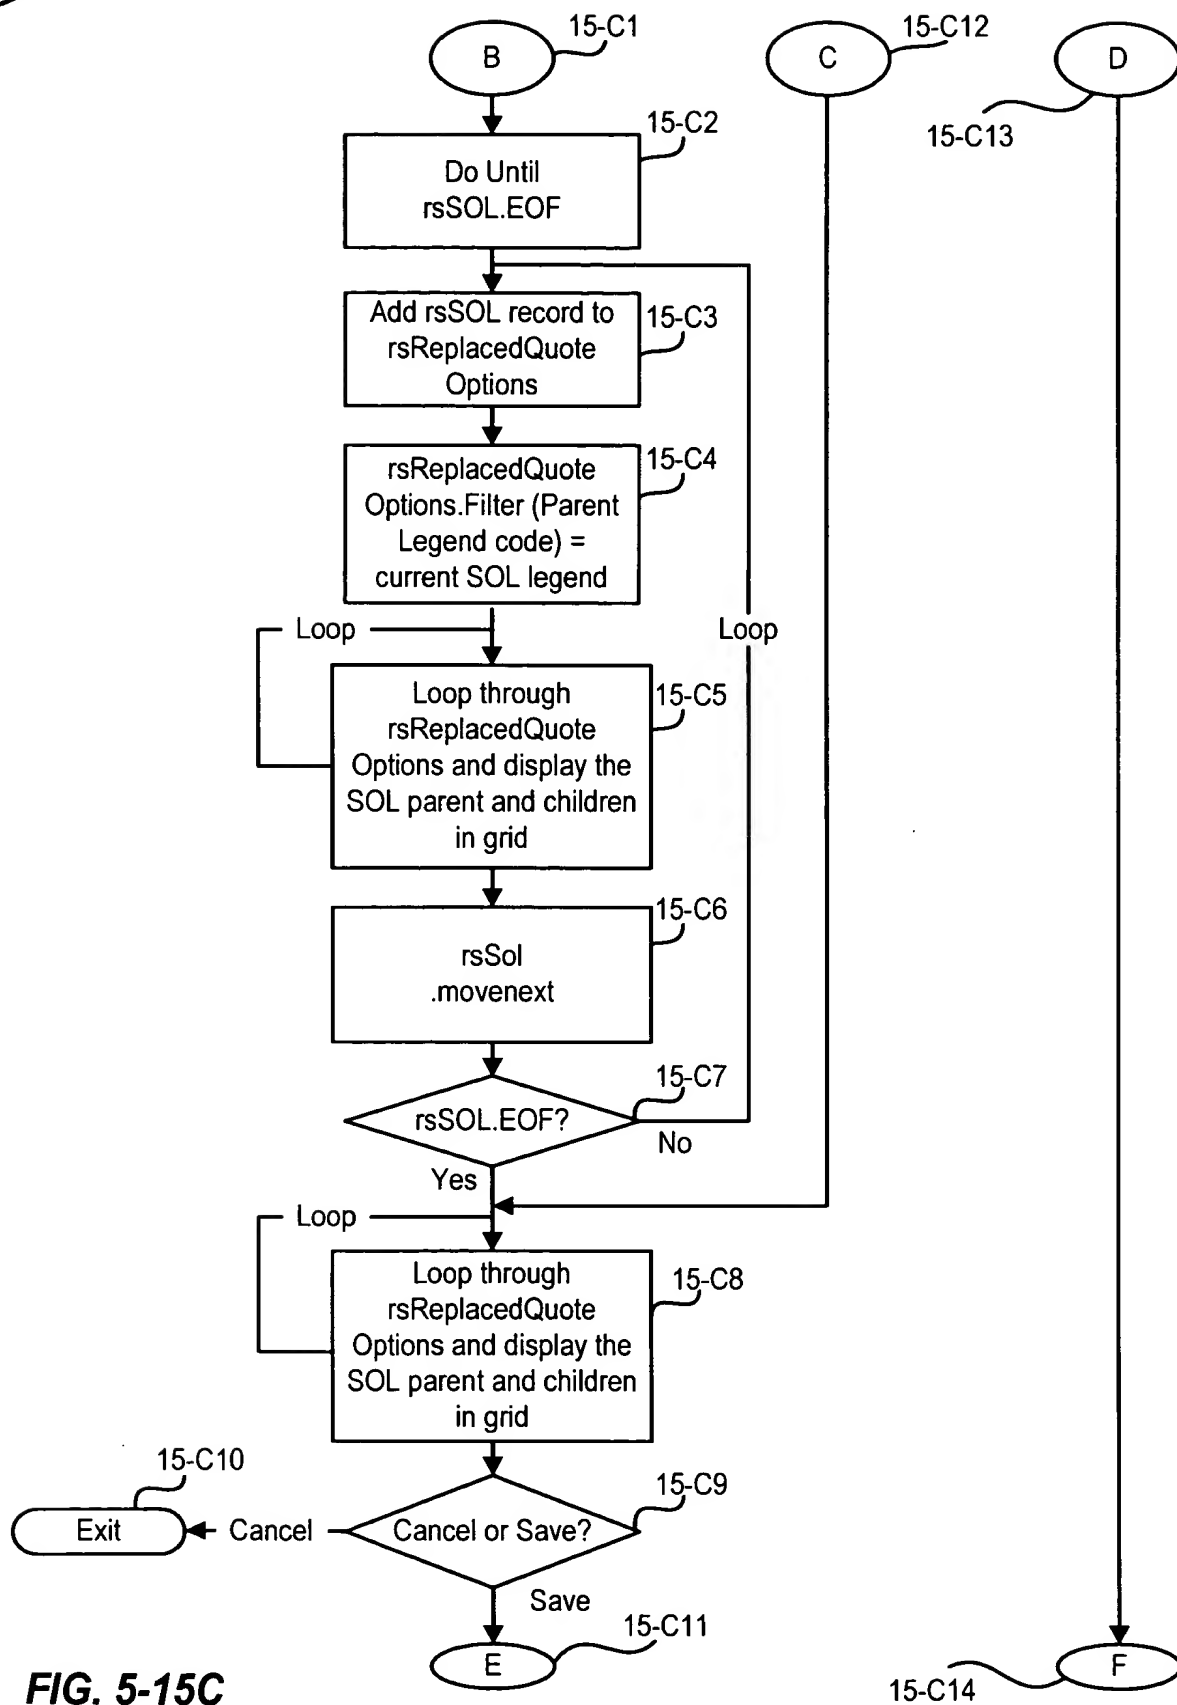 15-C1
B
15-C12
C
D
15-C13
15-C2
Do Until
rsSOL.EOF
15-C3
Add rsSOL record to
rsReplacedQuote
Options
15-C4
rsReplacedQuote
Options.Filter (Parent
Legend code) =
current SOL legend
Loop
Loop
15-C5
Loop through
rsReplacedQuote
Options and display the
SOL parent and children
in grid
15-C6
rsSol
.movenext
15-C7
rsSOL.EOF?
No
Yes
Loop
15-C8
Loop through
rsReplacedQuote
Options and display the
SOL parent and children
in grid
15-C10
Exit
Cancel
15-C9
Cancel or Save?
Save
15-C11
E
F
15-C14
FIG. 5-15C